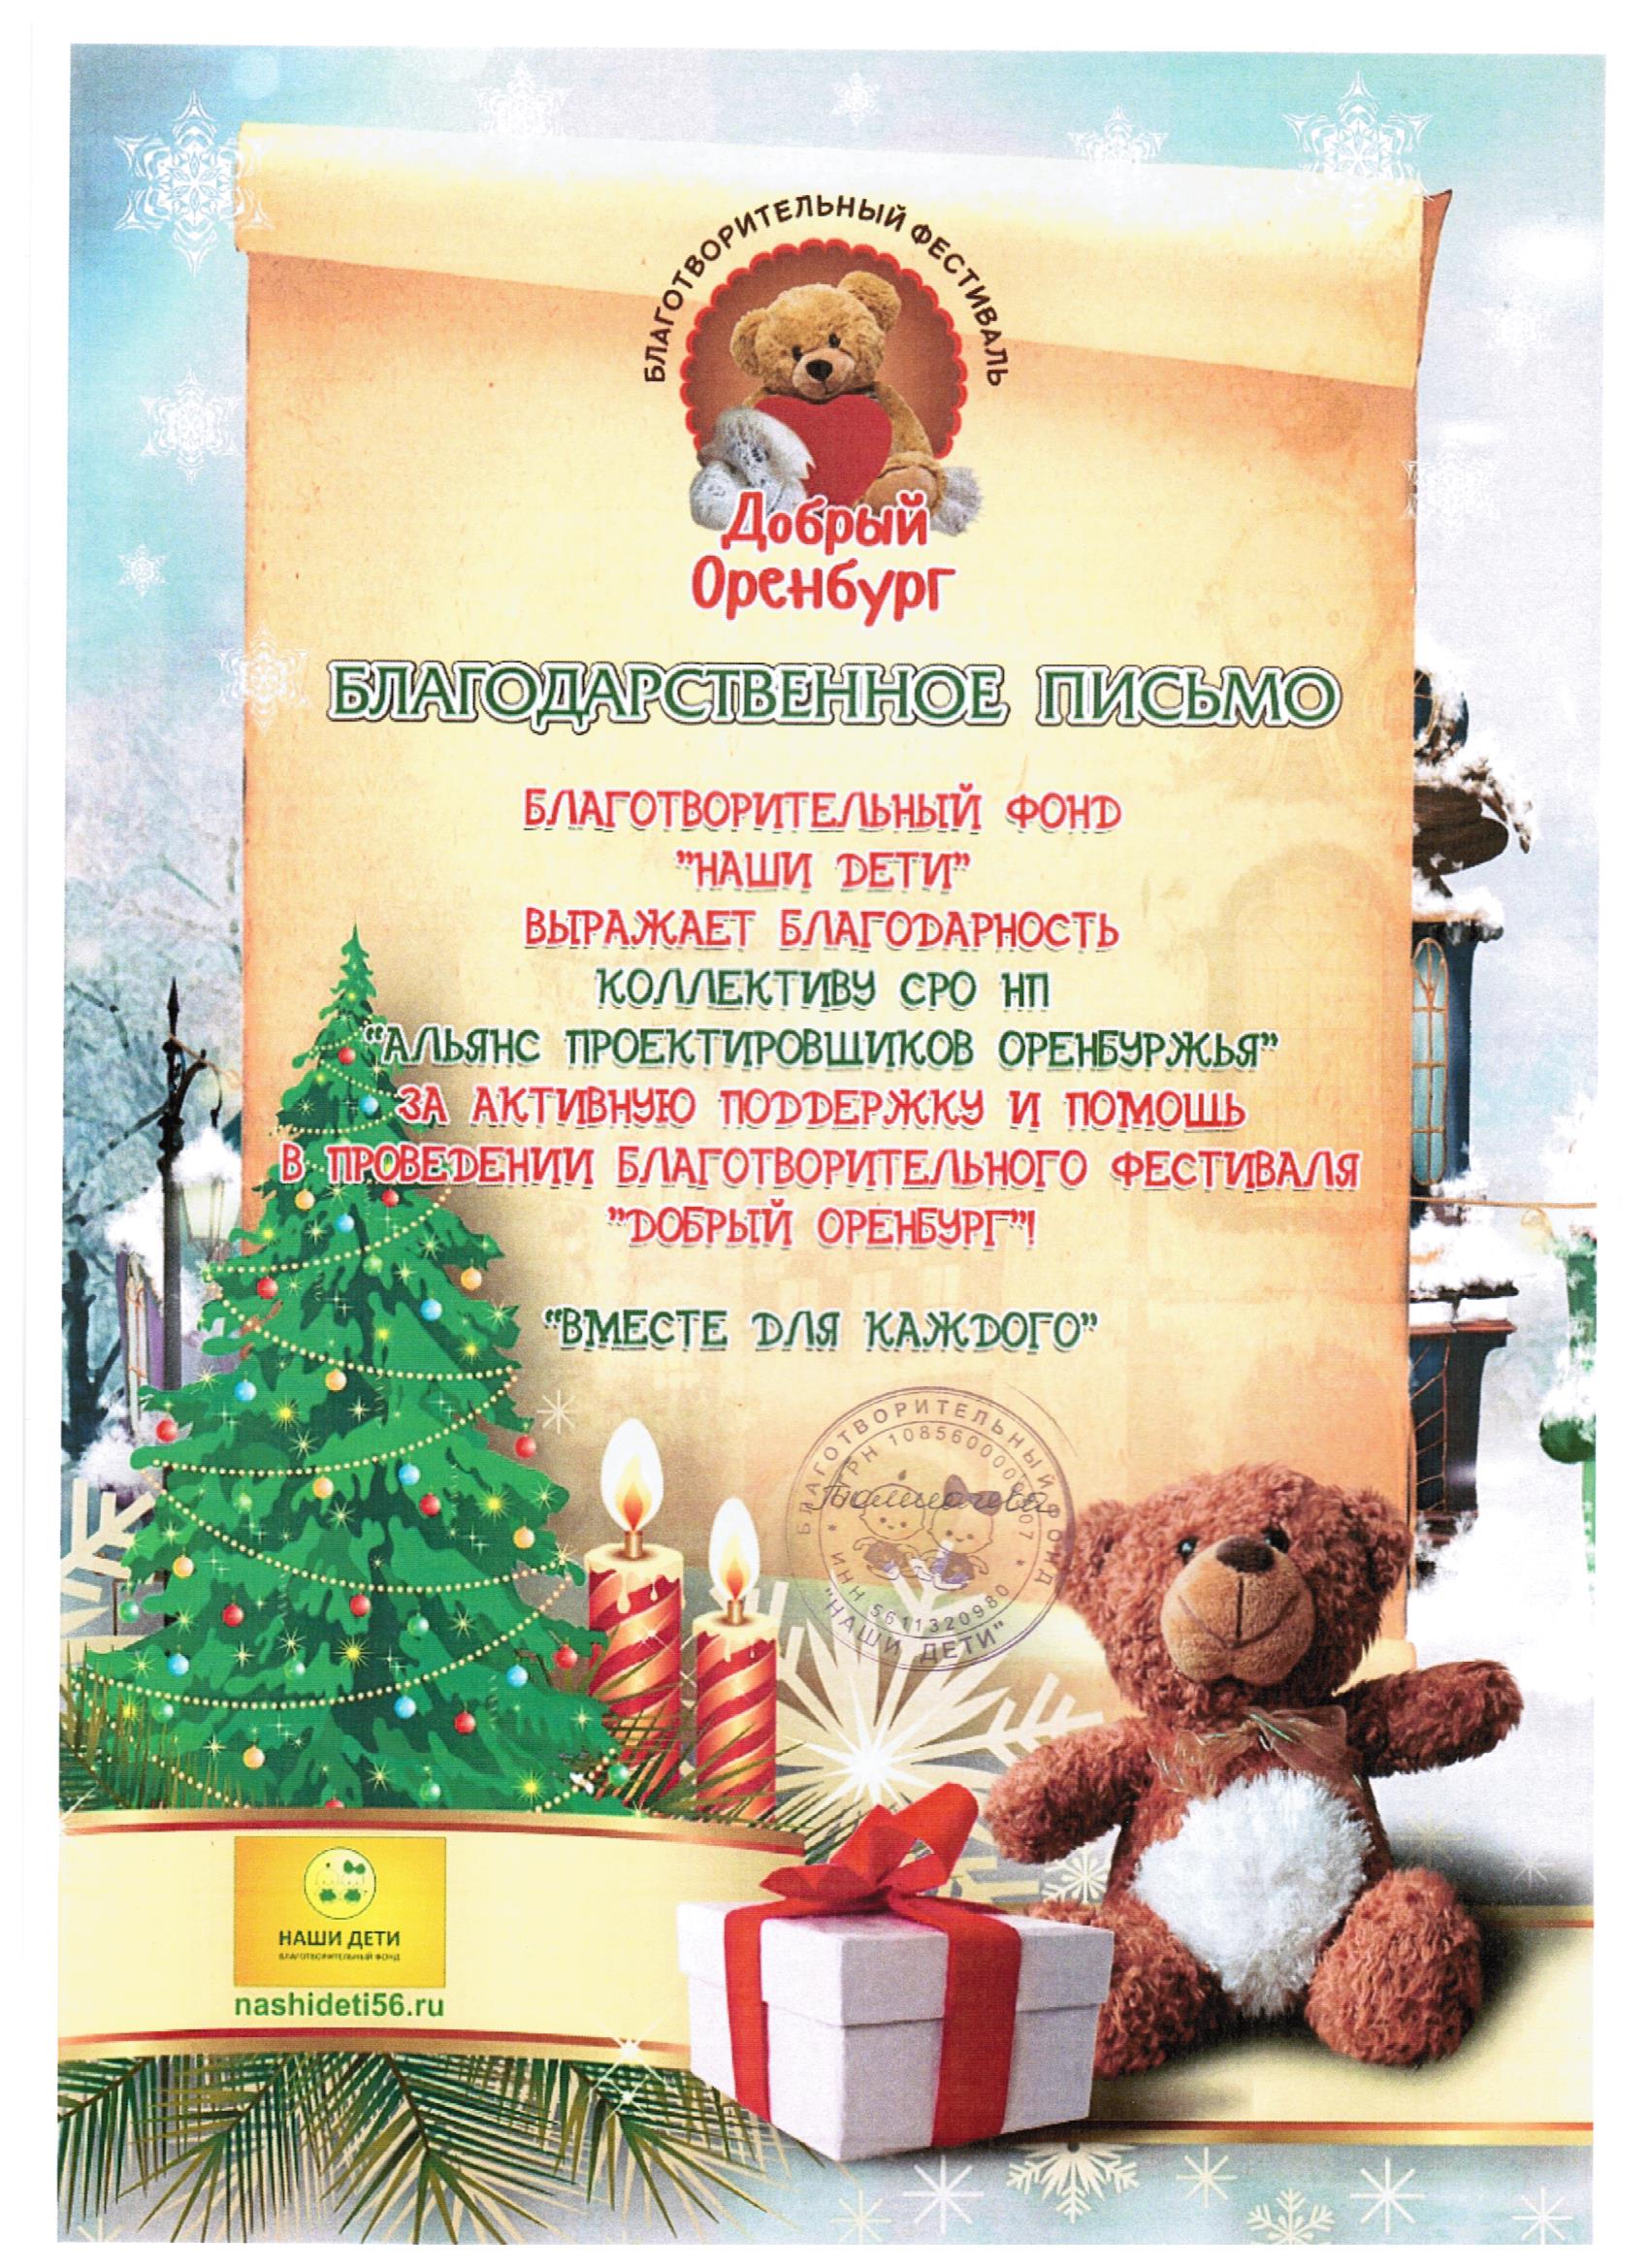 БЛАГОТВОРИТЕЛЬНЫЙ ФЕСТИВАЛЬ
Добрый
Оренбург
БЛАГОДАРСТВЕННОЕ ПИСЬМО
БЛАГОТВОРИТЕЛЬНЫЙ ФОНД
"НАШИ ДЕТИ"
ВЫРАЖАЕТ БЛАГОДАРНОСТЬ
КОЛЛЕКТИВУ СРО НП
"АЛЬЯНС ПРОЕКТИРОВЩИКОВ ОРЕНБУРЖЬЯ"
ЗА АКТИВНУЮ ПОДДЕРЖКУ И ПОМОЩЬ
В ПРОВЕДЕНИИ БЛАГОТВОРИТЕЛЬНОГО ФЕСТИВАЛЯ
"ДОБРЫЙ ОРЕНБУРГ"!
"ВМЕСТЕ ДЛЯ КАЖДОГО"
БЛАГОТВОРИТЕЛЬНЫЙ ФОНД
"НАШИ ДЕТИ"
ИНН 5611320980
НАШИ ДЕТИ
БЛАГОТВОРИТЕЛЬНЫЙ ФОНД
nashideti56.ru